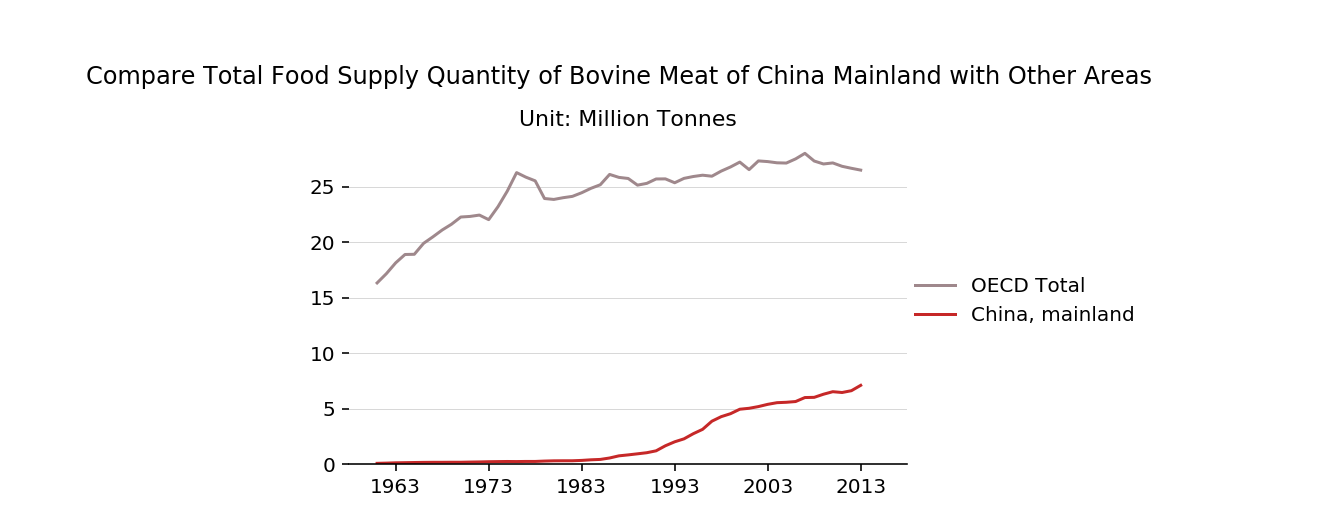 Compare Total Food Supply Quantity of Bovine Meat of China Mainland with Other Areas
Unit: Million Tonnes
25
20
15
10
5
0
1963 1973 1983 1993 2003 2013
OECD Total
China, mainland